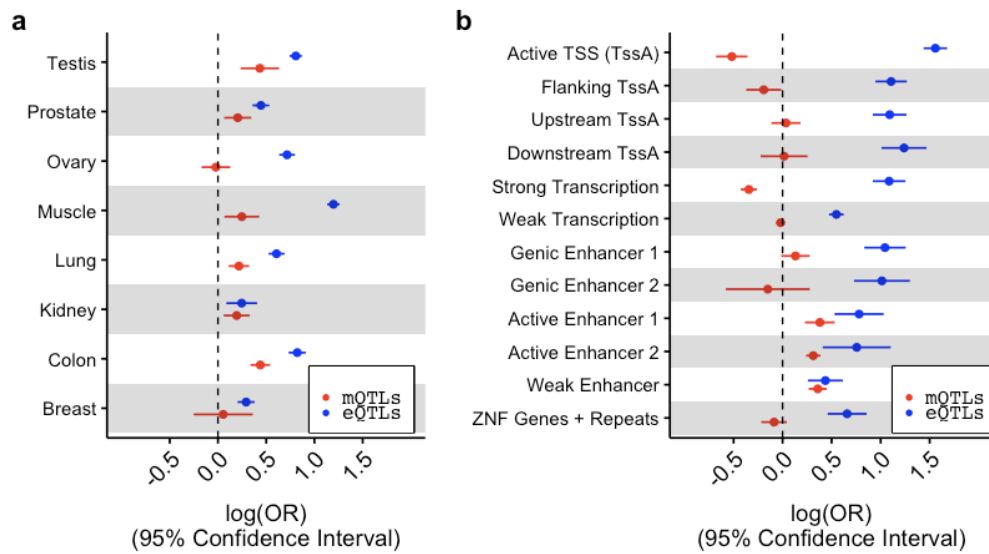 a
Testis
Prostate
Ovary
Muscle
Lung
Kidney
Colon
Breast
mQTLs
eQTLs
-0.5
0.0
0.5
1.0
1.5
log(OR)
(95% Confidence Interval)
b
Active TSS (TssA)
Flanking TssA
Upstream TssA
Downstream TssA
Strong Transcription
Weak Transcription
Genic Enhancer 1
Genic Enhancer 2
Active Enhancer 1
Active Enhancer 2
Weak Enhancer
ZNF Genes + Repeats
mQTLs
eQTLs
-0.5
0.0
0.5
1.0
1.5
log(OR)
(95% Confidence Interval)